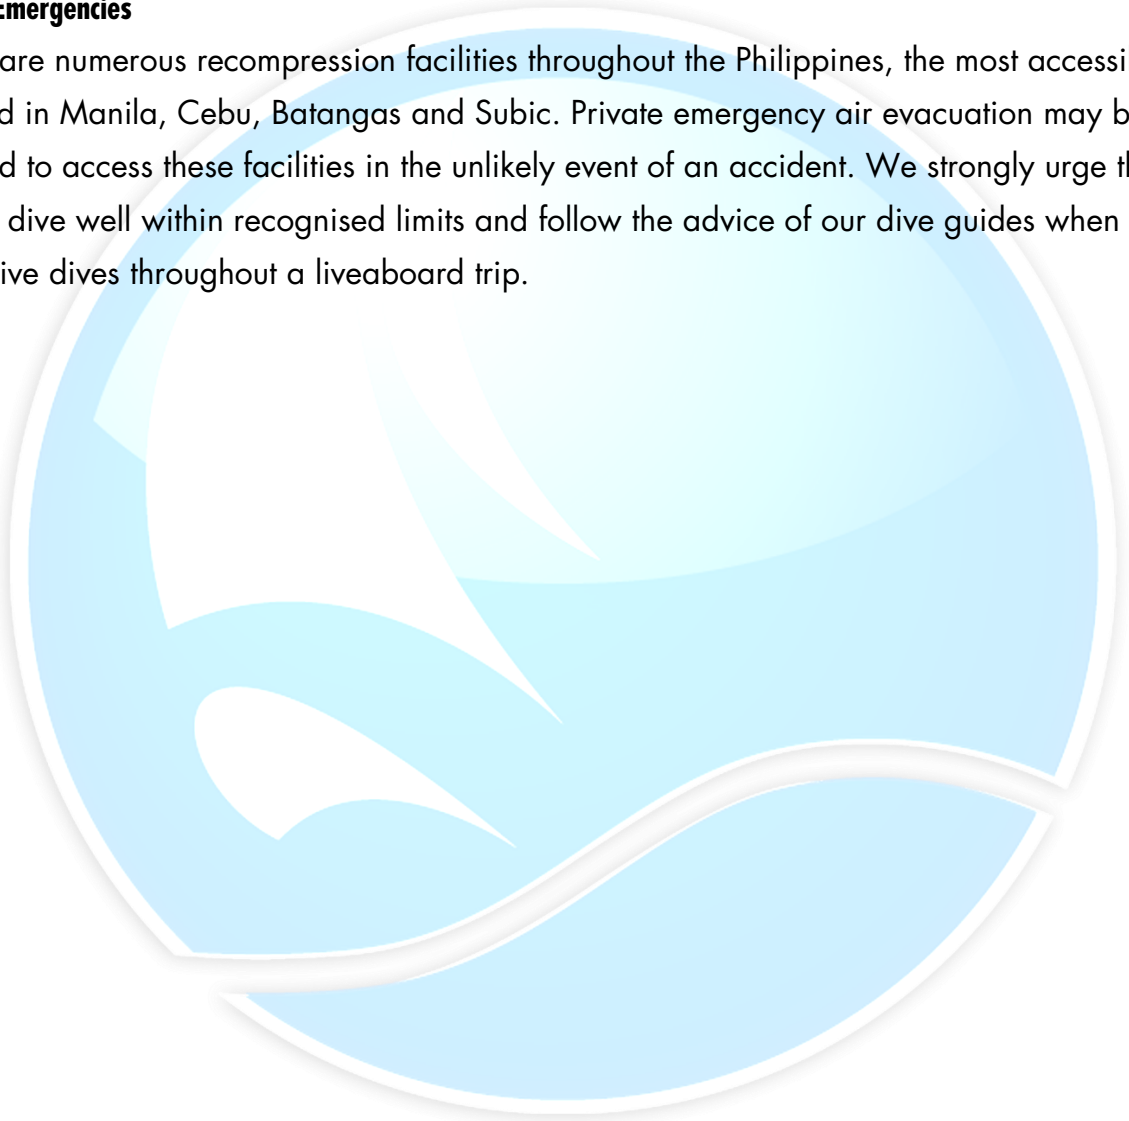 Emergencies
are numerous recompression facilities throughout the Philippines, the most accessi
d in Manila, Cebu, Batangas and Subic. Private emergency air evacuation may b
d to access these facilities in the unlikely event of an accident. We strongly urge th
dive well within recognised limits and follow the advice of our dive guides when
ive dives throughout a liveaboard trip.